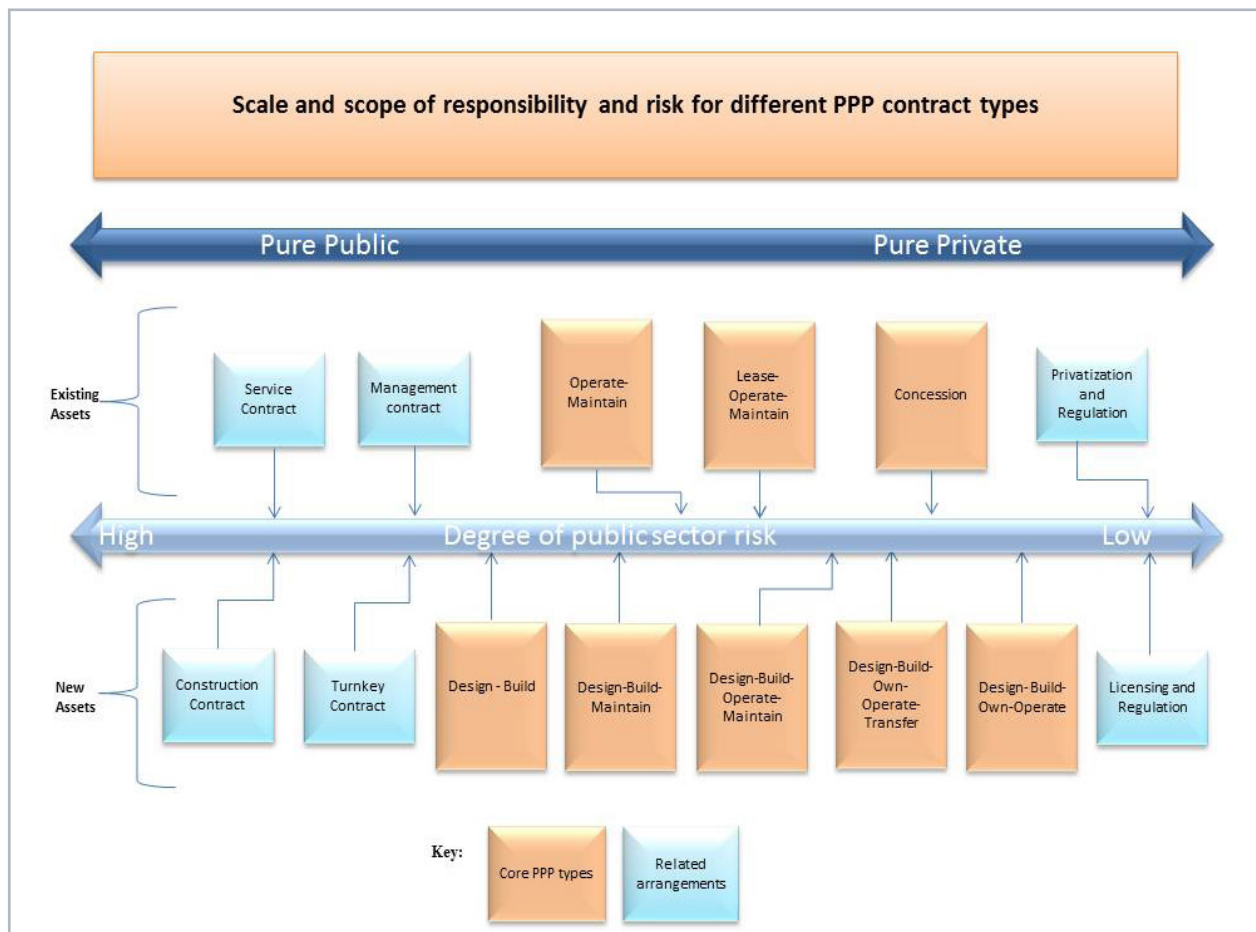 Scale and scope of responsibility and risk for different PPP contract types
Pure Public
Pure Private
Existing
Assets
Service
Contract
Management
contract
Operate-
Maintain
Lease-
Operate-
Maintain
Concession
Privatization
and
Regulation
High
Degree of public sector risk
Low
New
Assets
Construction
Contract
Turnkey
Contract
Design - Build
Design-Build-
Maintain
Design-Build-
Operate-
Maintain
Design-Build-
Own-
Operate-
Transfer
Design- Build-
Own-Operate
Licensing and
Regulation
Key:
Core PPP types
Related
arrangements